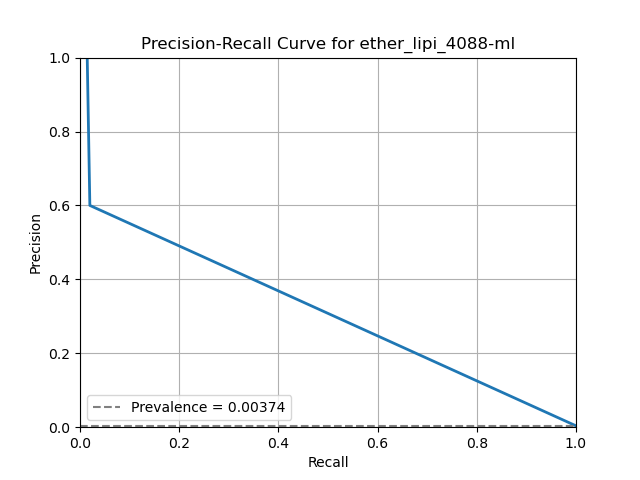 Precision-Recall Curve for ether_lipi_4088-ml
1.0
0.8
0.6
0.4
0.2
0.0
Precision
Prevalence = 0.00374
0.0 0.2 0.4 0.6 0.8 1.0
Recall